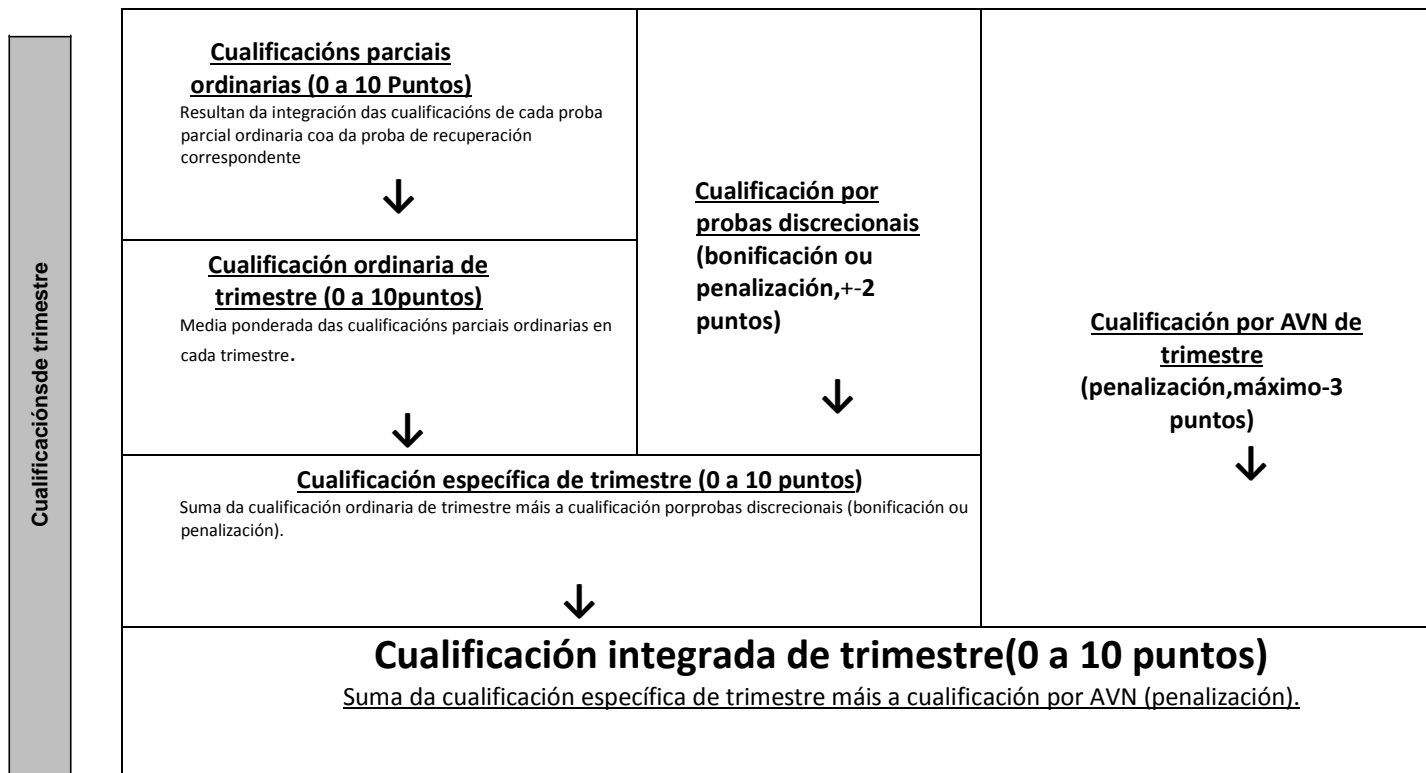 Cualificaciónsde trimestre
Cualificacións parciais
ordinarias (0 a 10 Puntos)
Resultan da integración das cualificacións de cada proba
parcial ordinaria coa da proba de recuperación
correspondente
Cualificación ordinaria de
trimestre (0 a 10puntos)
Media ponderada das cualificacións parciais ordinarias en
cada trimestre.
Cualificación por
probas discrecionais
(bonificación ou
penalización,+-2
puntos)
Cualificación por AVN de
trimestre
(penalización,máximo-3
puntos)
Cualificación específica de trimestre (0 a 10 puntos)
Suma da cualificación ordinaria de trimestre máis a cualificación porprobas discrecionais (bonificación ou
penalización).
Cualificación integrada de trimestre(0 a 10 puntos)
Suma da cualificación específica de trimestre máis a cualificación por AVN (penalización).